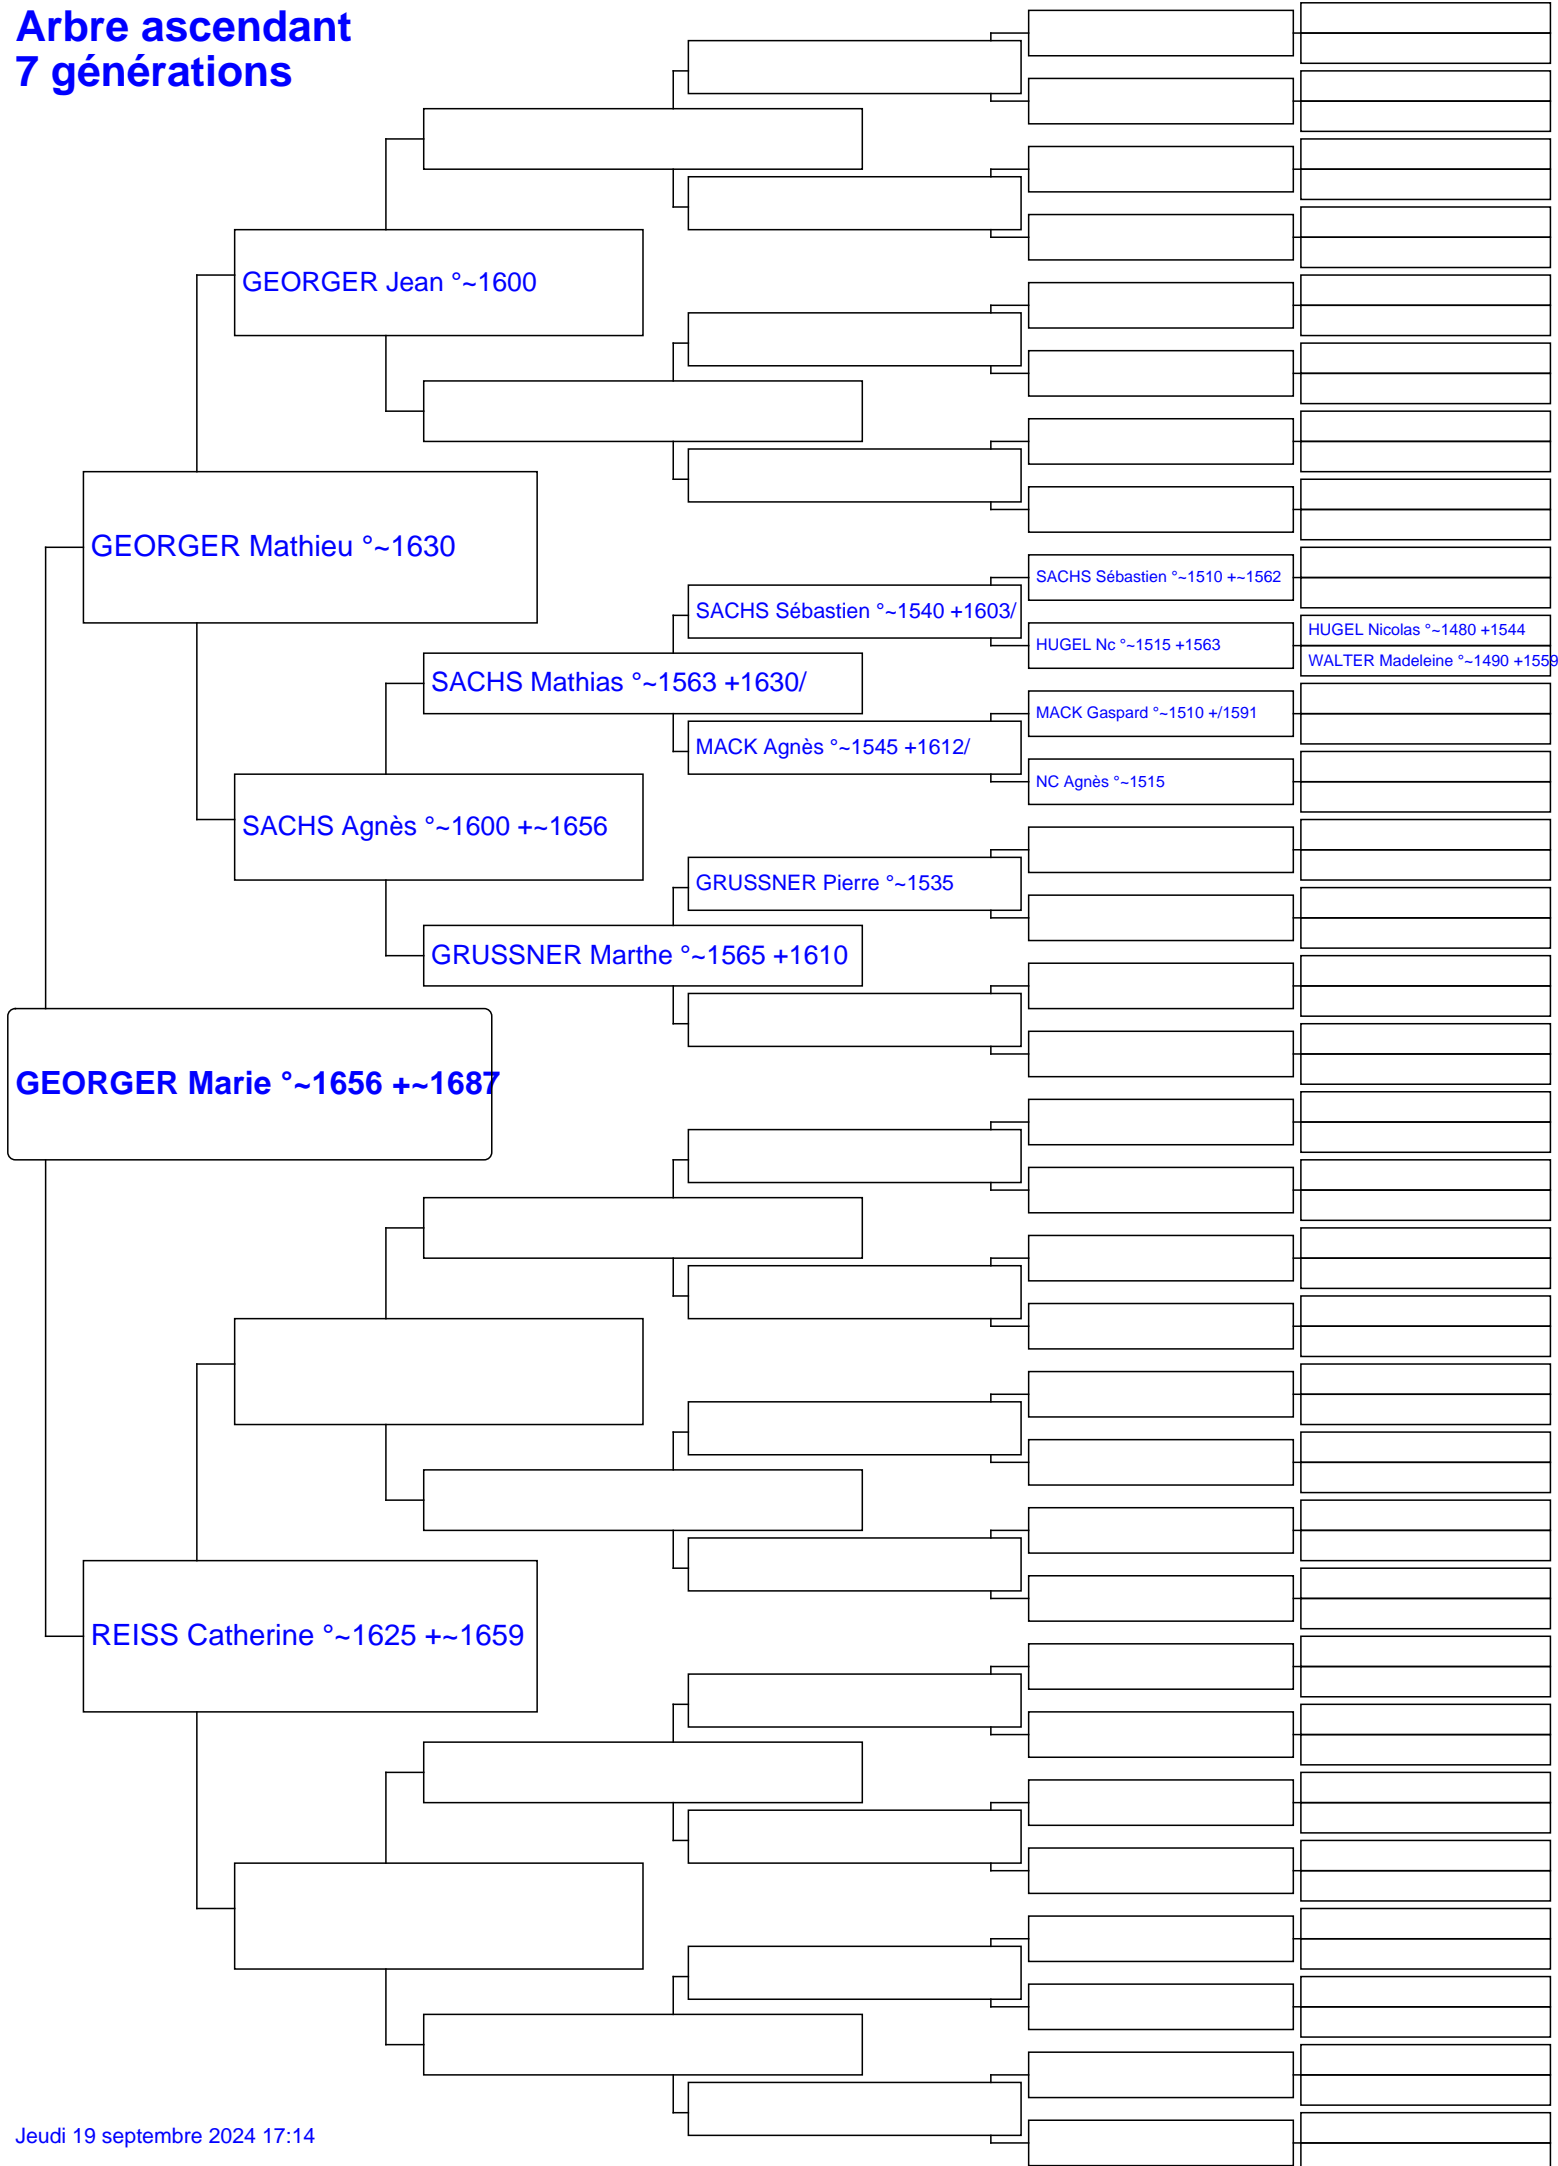 Arbre ascendant
7 générations
GEORGER Jean °~1600
GEORGER Mathieu °~1630
SACHS Sébastien °~1510 +~1562
SACHS Sébastien °~1540 +1603/
HUGEL Nicolas °~1480 +1544
HUGEL Nc °~1515 +1563
WALTER Madeleine °~1490 +1559
SACHS Mathias °~1563 +1630/
MACK Gaspard °~1510 +/1591
MACK Agnès °~1545 +1612/
NC Agnès °~1515
SACHS Agnès °~1600 +~1656
GRUSSNER Pierre °~1535
GRUSSNER Marthe °~1565 +1610
GEORGER Marie °~1656 +~1687
REISS Catherine °~1625 +~1659
Jeudi 19 septembre 2024 17:14